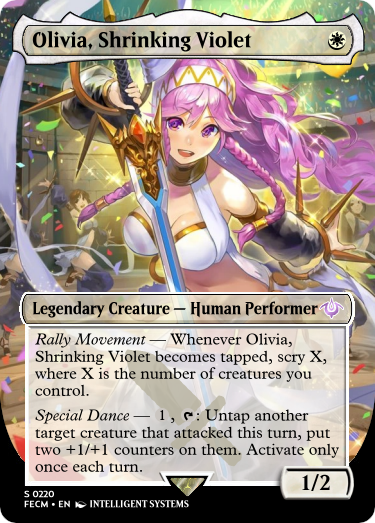 Olivia, Shrinking Violet
Legendary Creature — Human Performer
Rally Movement — Whenever Olivia,
Shrinking Violet becomes tapped, scry X,
where X is the number of creatures you
control.
Special Dance — 1 , : Untap another
target creature that attacked this turn, put
two +1/+1 counters on them. Activate only
once each turn.
1/2
S 0220
FECM • EN INTELLIGENT SYSTEMS